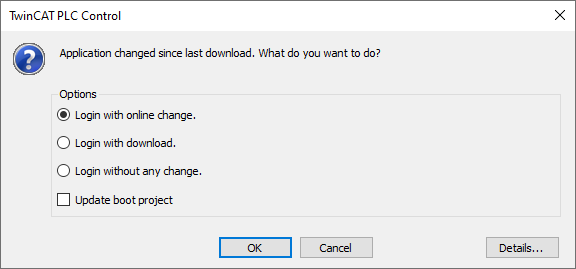 TwinCAT PLC Control
Application changed since last download. What do you want to do?
Options
Login with online change.
Login with download.
Login without any change.
Update boot project
OK Cancel Details...